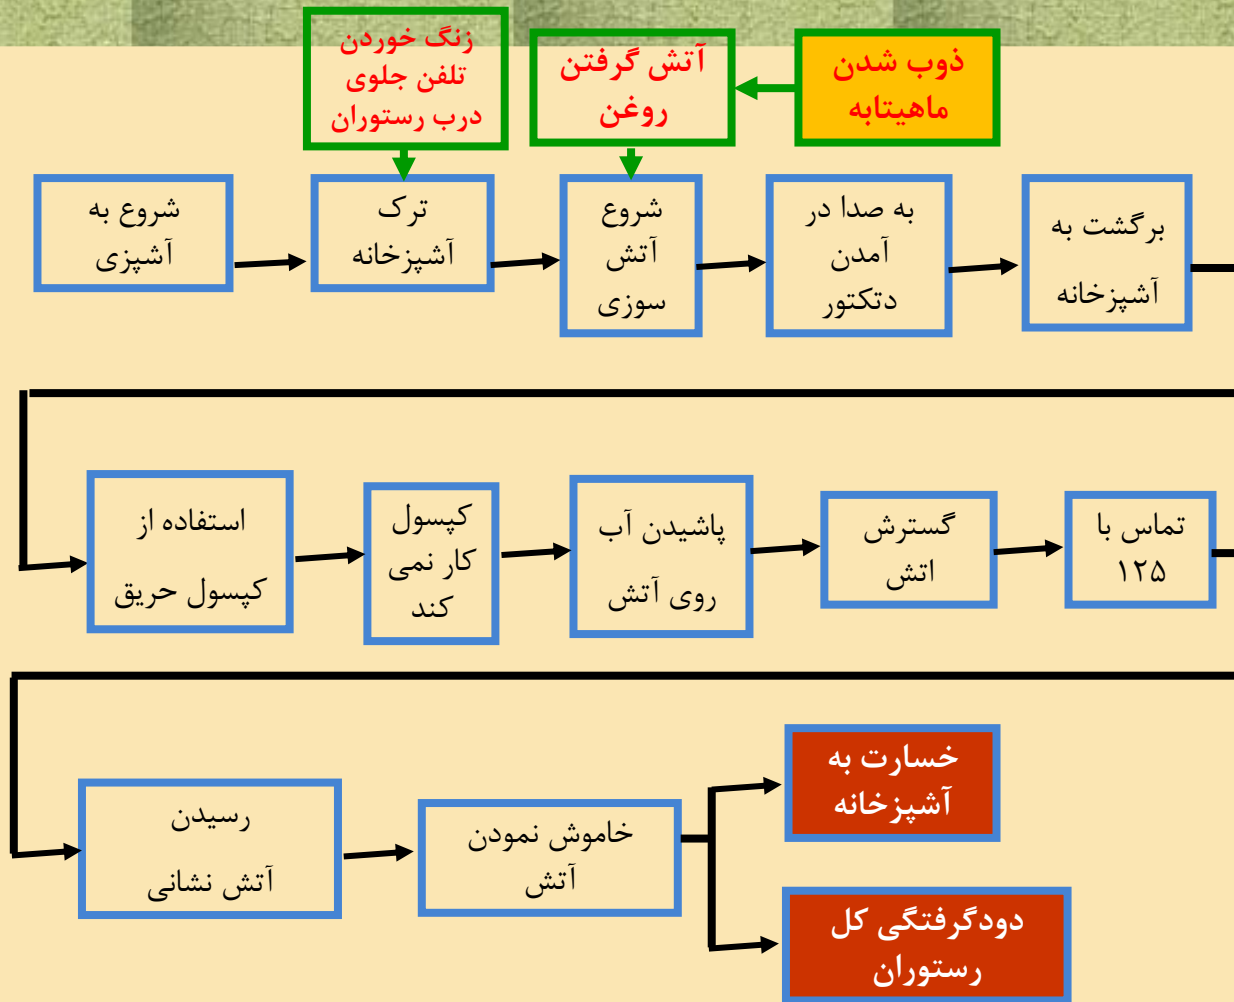 زنگ خوردن
تلفن جلوی
درب رستوران
آتش گرفتن
روغن
ذوب شدن
ماهیتابه
شروع به
آشپزی
ترک
آشپزخانه
شروع
آتش
سوزی
به صدا در
آمدن
دتکتور
برگشت به
آشپزخانه
استفاده از
کپسول حریق
کپسول
کار نمی
کند
پاشیدن آب
روی آتش
گسترش
اتش
تماس با
۱۲۵
رسیدن
آتش نشانی
خاموش نمودن
آتش
خسارت به
آشپزخانه
دودگرفتگی کل
رستوران